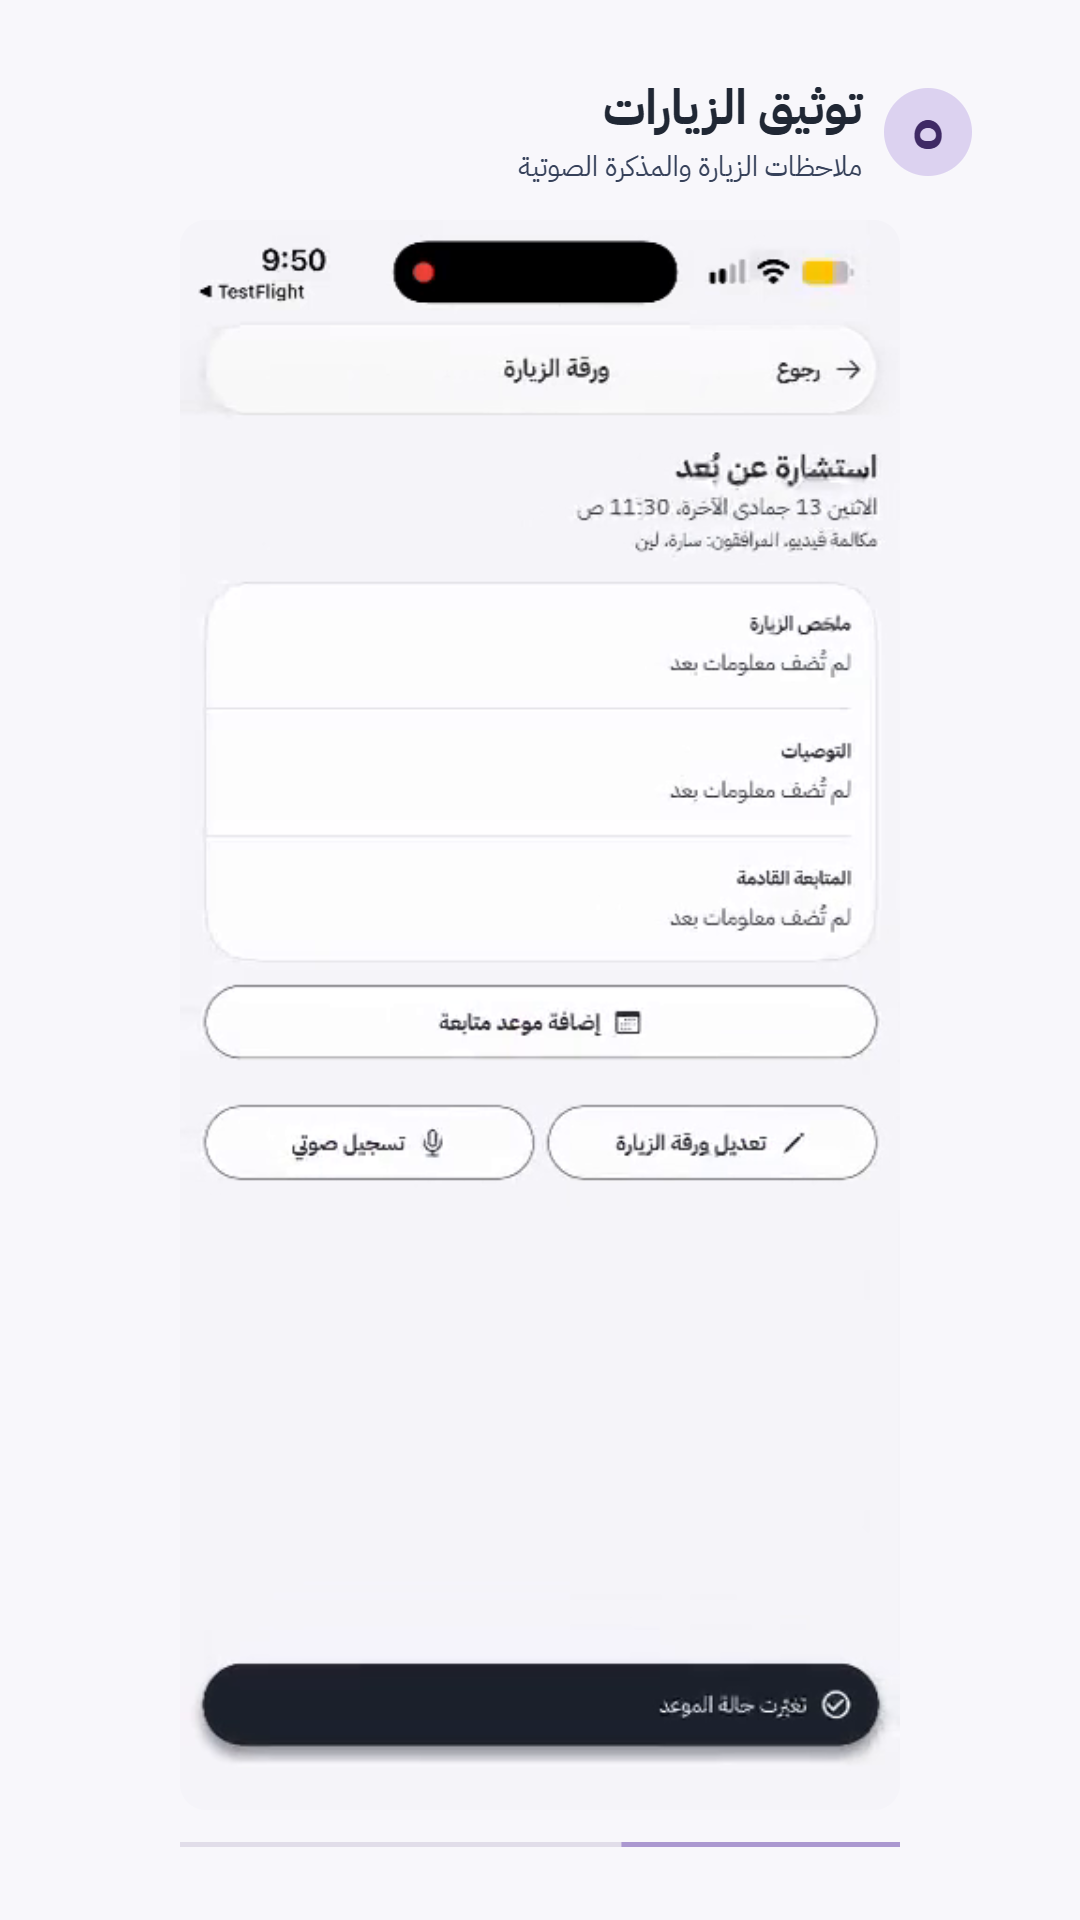 توثيق الزيارات
٥
ملاحظات الزيارة والمذكرة الصوتية
9:50
TestFlight
رجوع
ورقة الزيارة
استشارة عن بُعد
الاثنين 13 جمادى الآخرة، 11:30 ص
مكالمة فيديو، المرافقون: سارة، لين
ملخص الزيارة
لم تُضف معلومات بعد
التوصيات
لم تُضف معلومات بعد
المتابعة القادمة
لم تُضف معلومات بعد
إضافة موعد متابعة
تعديل ورقة الزيارة
تسجيل صوتي
تغيّرت حالة الموعد